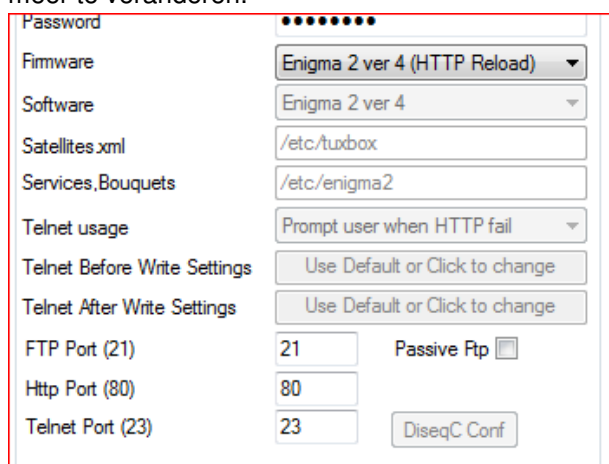 meer te veranderen.
Password ••••••••
Firmware Enigma 2 ver 4 (HTTP Reload)
Software Enigma 2 ver 4
Satellites.xml /etc/tuxbox
Services,Bouquets /etc/enigma2
Telnet usage Prompt user when HTTP fail
Telnet Before Write Settings Use Default or Click to change
Telnet After Write Settings Use Default or Click to change
FTP Port (21) 21 Passive Ftp
Http Port (80) 80
Telnet Port (23) 23 DiseqC Conf